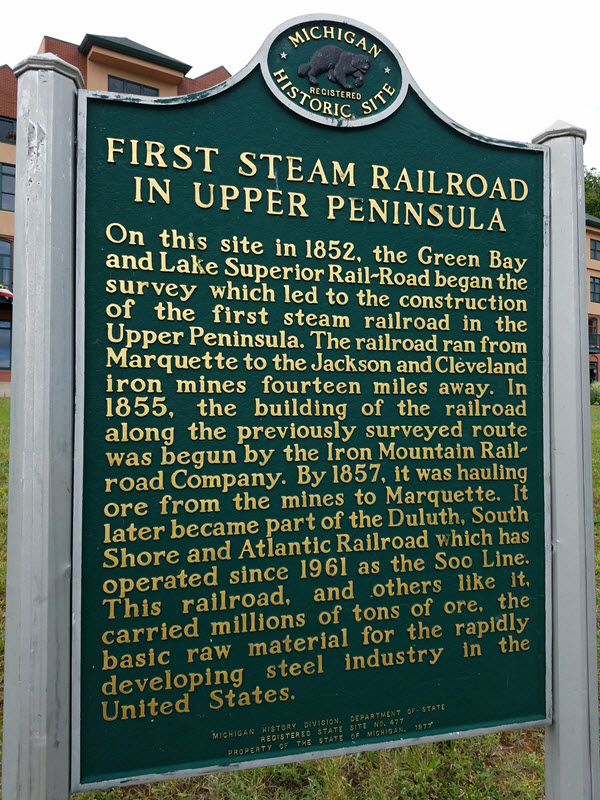 MICHIGAN
REGISTERED
HISTORIC SITE
FIRST STEAM RAILROAD
IN UPPER PENINSULA
On this site in 1852, the Green Bay
and Lake Superior Rail-Road began the
survey which led to the construction
of the first steam railroad in the
Upper Peninsula. The railroad ran from
Marquette to the Jackson and Cleveland
iron mines fourteen miles away. In
1855, the building of the railroad
along the previously surveyed route
was begun by the Iron Mountain Rail-
road Company. By 1857, it was hauling
ore from the mines to Marquette. It
later became part of the Duluth, South
Shore and Atlantic Railroad which has
operated since 1961 as the Soo Line.
This railroad, and others like it,
carried millions of tons of ore, the
basic raw material for the rapidly
developing steel industry in the
United States.
MICHIGAN HISTORY DIVISION, DEPARTMENT OF STATE
REGISTERED STATE SITE NO. 477
PROPERTY OF THE STATE OF MICHIGAN, 1977